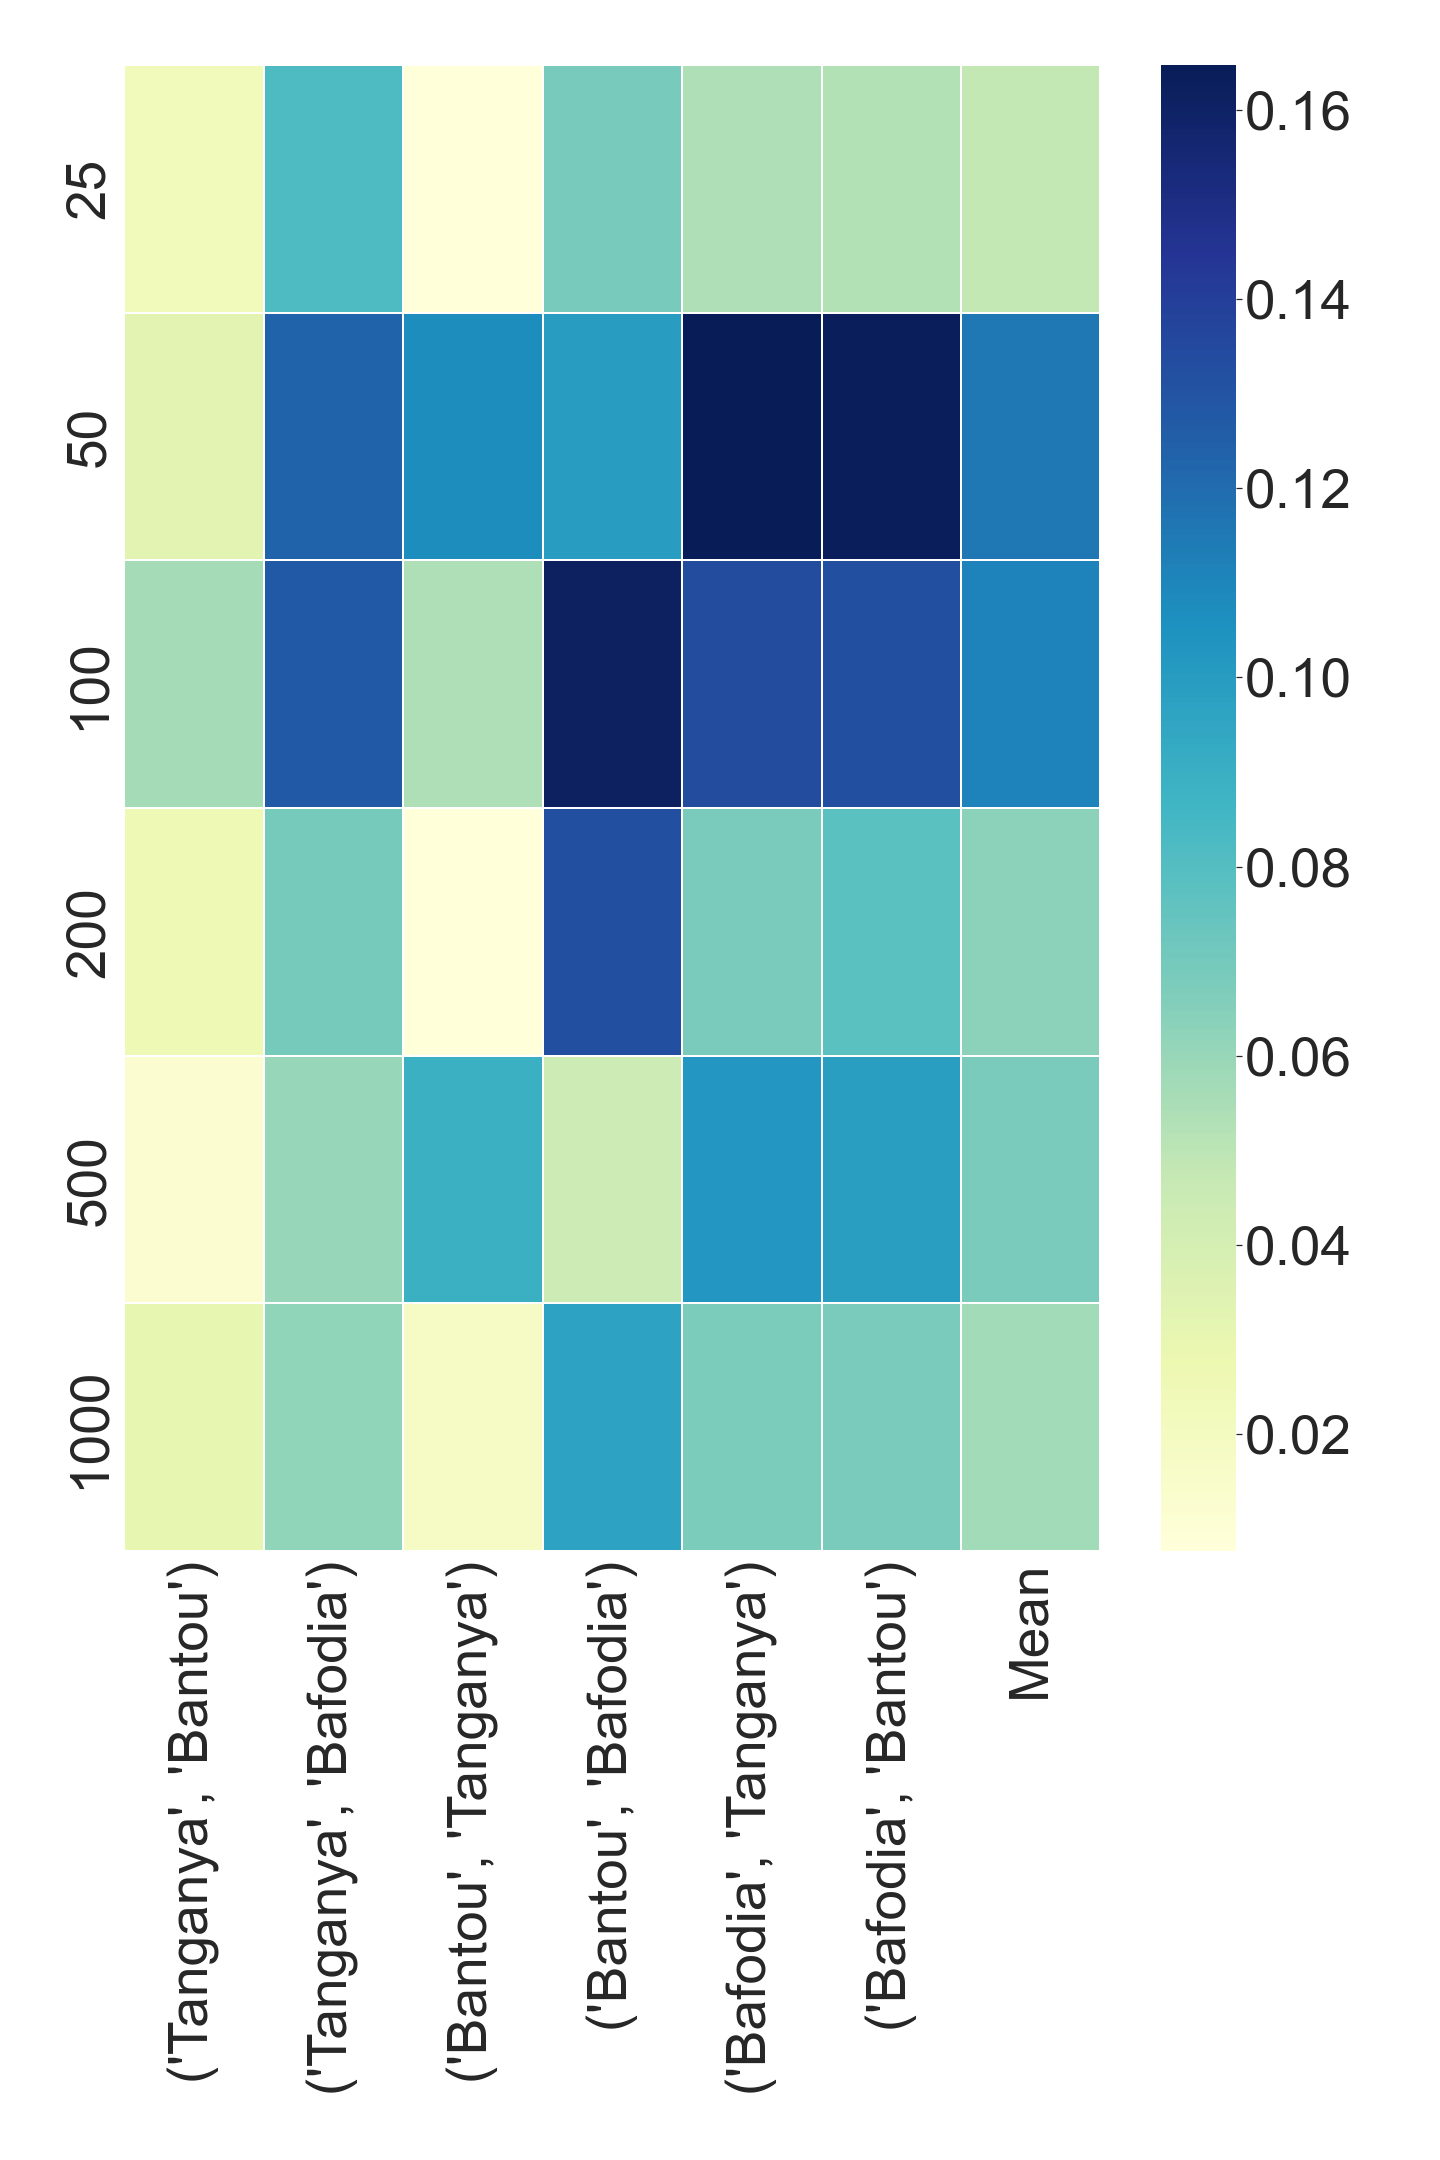 25
50
100
200
500
1000
('Tanganya', 'Bantou')
('Tanganya', 'Bafodia')
('Bantou', 'Tanganya')
('Bantou', 'Bafodia')
('Bafodia', 'Tanganya')
('Bafodia', 'Bantou')
Mean
0.16
0.14
0.12
0.10
0.08
0.06
0.04
0.02